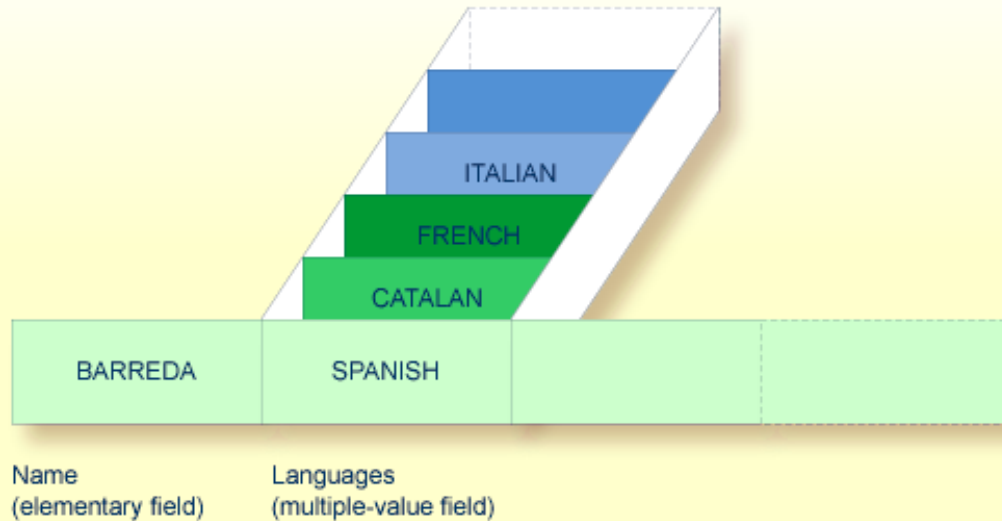 ITALIAN
FRENCH
CATALAN
BARREDA SPANISH
Name Languages
(elementary field) (multiple-value field)